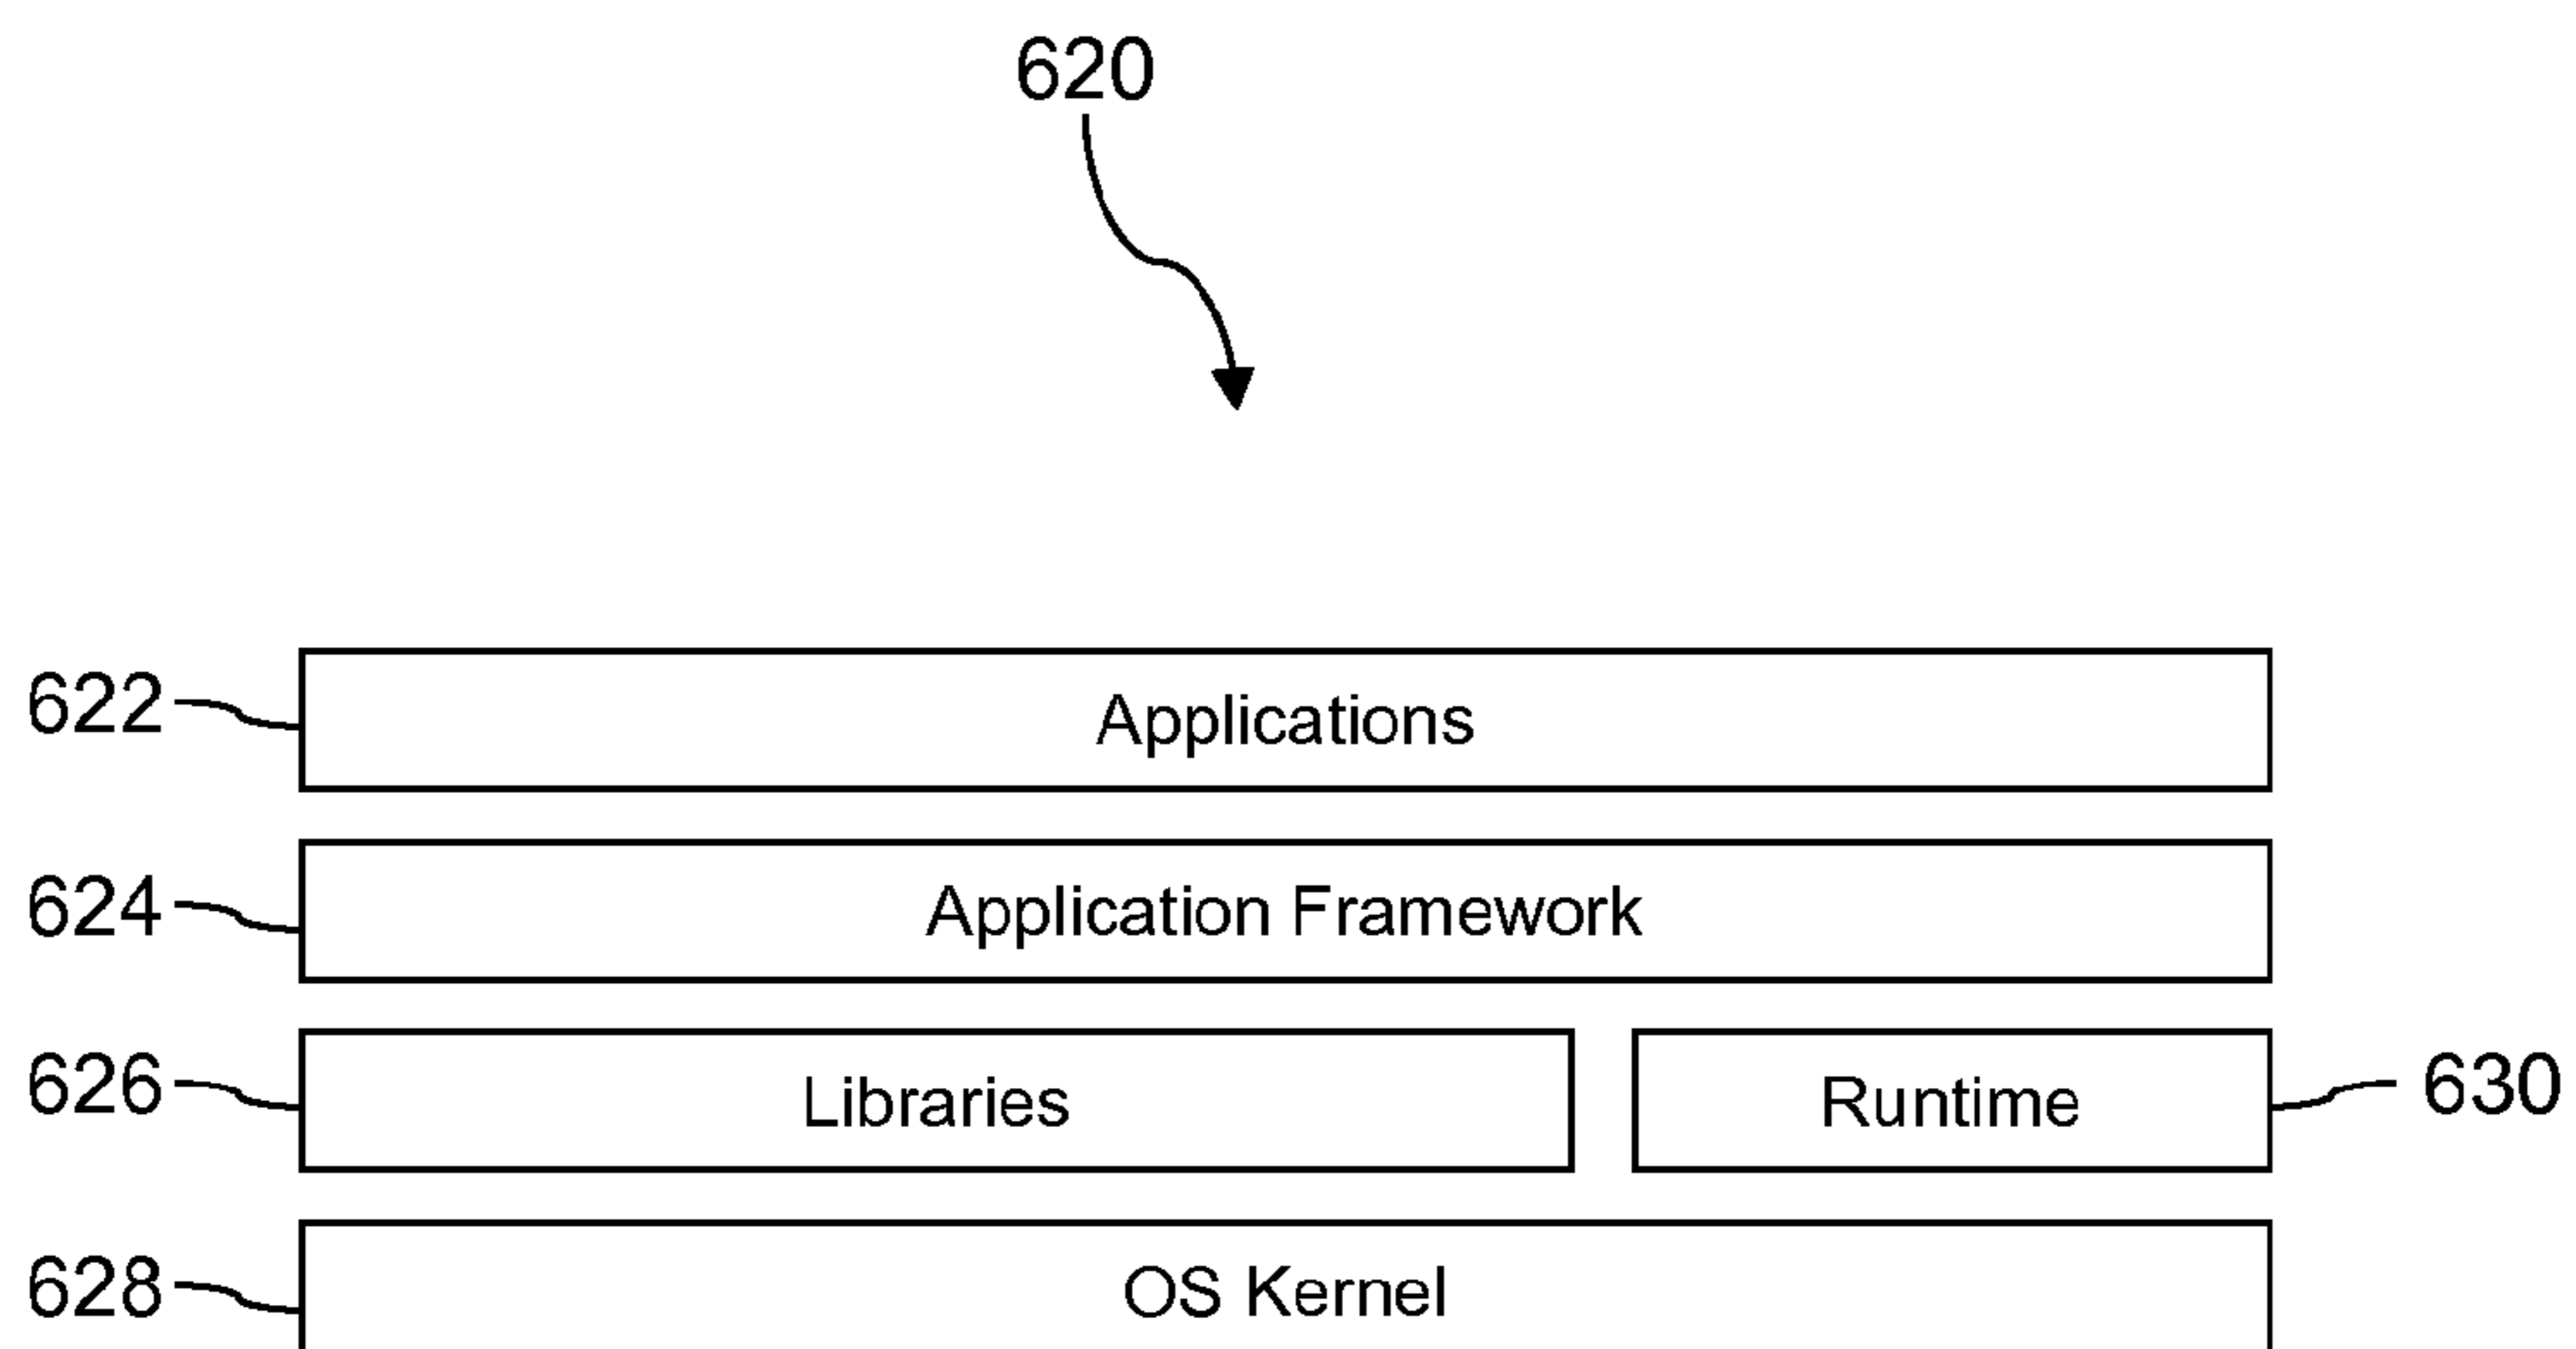 620
622 Applications
624 Application Framework
626 Libraries Runtime 630
628 OS Kernel